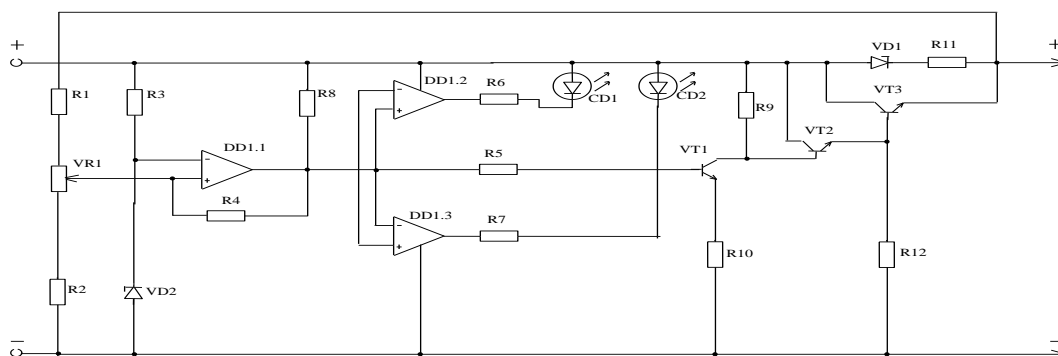 + +
VD1 R11
DD1.2 R6
R1 R3 R8 CD1 CD2 VT3
R9
VT2
DD1.1
VR1 R5 VT1
R4
DD1.3 R7
R10 R12
R2 VD2
− −